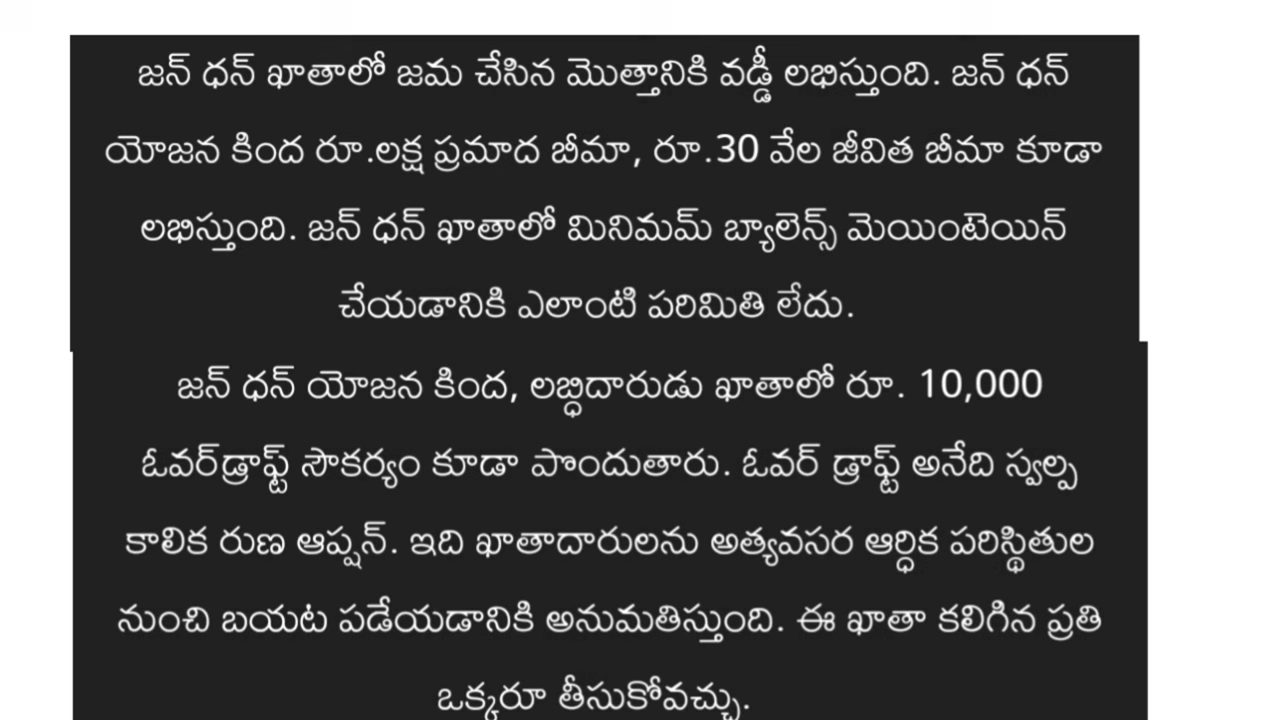 జన్ ధన్ ఖాతాలో జమ చేసిన మొత్తానికి వడ్డీ లభిస్తుంది. జన్ ధన్
యోజన కింద రూ.లక్ష ప్రమాద బీమా, రూ.30 వేల జీవిత బీమా కూడా
లభిస్తుంది. జన్ ధన్ ఖాతాలో మినిమమ్ బ్యాలెన్స్ మెయింటెయిన్
చేయడానికి ఎలాంటి పరిమితి లేదు.
జన్ ధన్ యోజన కింద, లబ్ధిదారుడు ఖాతాలో రూ. 10,000
ఓవర్‌డ్రాఫ్ట్ సౌకర్యం కూడా పొందుతారు. ఓవర్ డ్రాఫ్ట్ అనేది స్వల్ప
కాలిక రుణ ఆప్షన్. ఇది ఖాతాదారులను అత్యవసర ఆర్ధిక పరిస్థితుల
నుంచి బయట పడేయడానికి అనుమతిస్తుంది. ఈ ఖాతా కలిగిన ప్రతి
ఒక్కరూ తీసుకోవచ్చు.